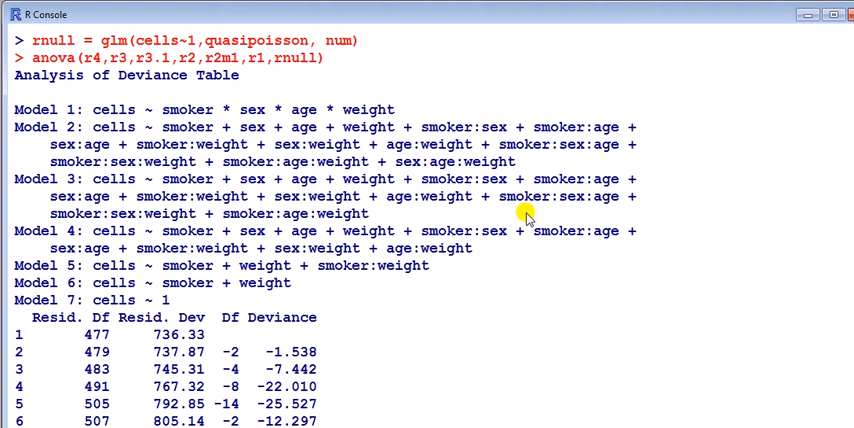 R Console
> rnull = glm(cells~1,quasipoisson, num)
> anova(r4,r3,r3.1,r2,r2m1,r1,rnull)
Analysis of Deviance Table
Model 1: cells ~ smoker * sex * age * weight
Model 2: cells ~ smoker + sex + age + weight + smoker:sex + smoker:age +
sex:age + smoker:weight + sex:weight + age:weight + smoker:sex:age +
smoker:sex:weight + smoker:age:weight + sex:age:weight
Model 3: cells ~ smoker + sex + age + weight + smoker:sex + smoker:age +
sex:age + smoker:weight + sex:weight + age:weight + smoker:sex:age +
smoker:sex:weight + smoker:age:weight
Model 4: cells ~ smoker + sex + age + weight + smoker:sex + smoker:age +
sex:age + smoker:weight + sex:weight + age:weight
Model 5: cells ~ smoker + weight + smoker:weight
Model 6: cells ~ smoker + weight
Model 7: cells ~ 1
Resid. Df Resid. Dev Df Deviance
1 477 736.33
2 479 737.87 -2 -1.538
3 483 745.31 -4 -7.442
4 491 767.32 -8 -22.010
5 505 792.85 -14 -25.527
6 507 805.14 -2 -12.297